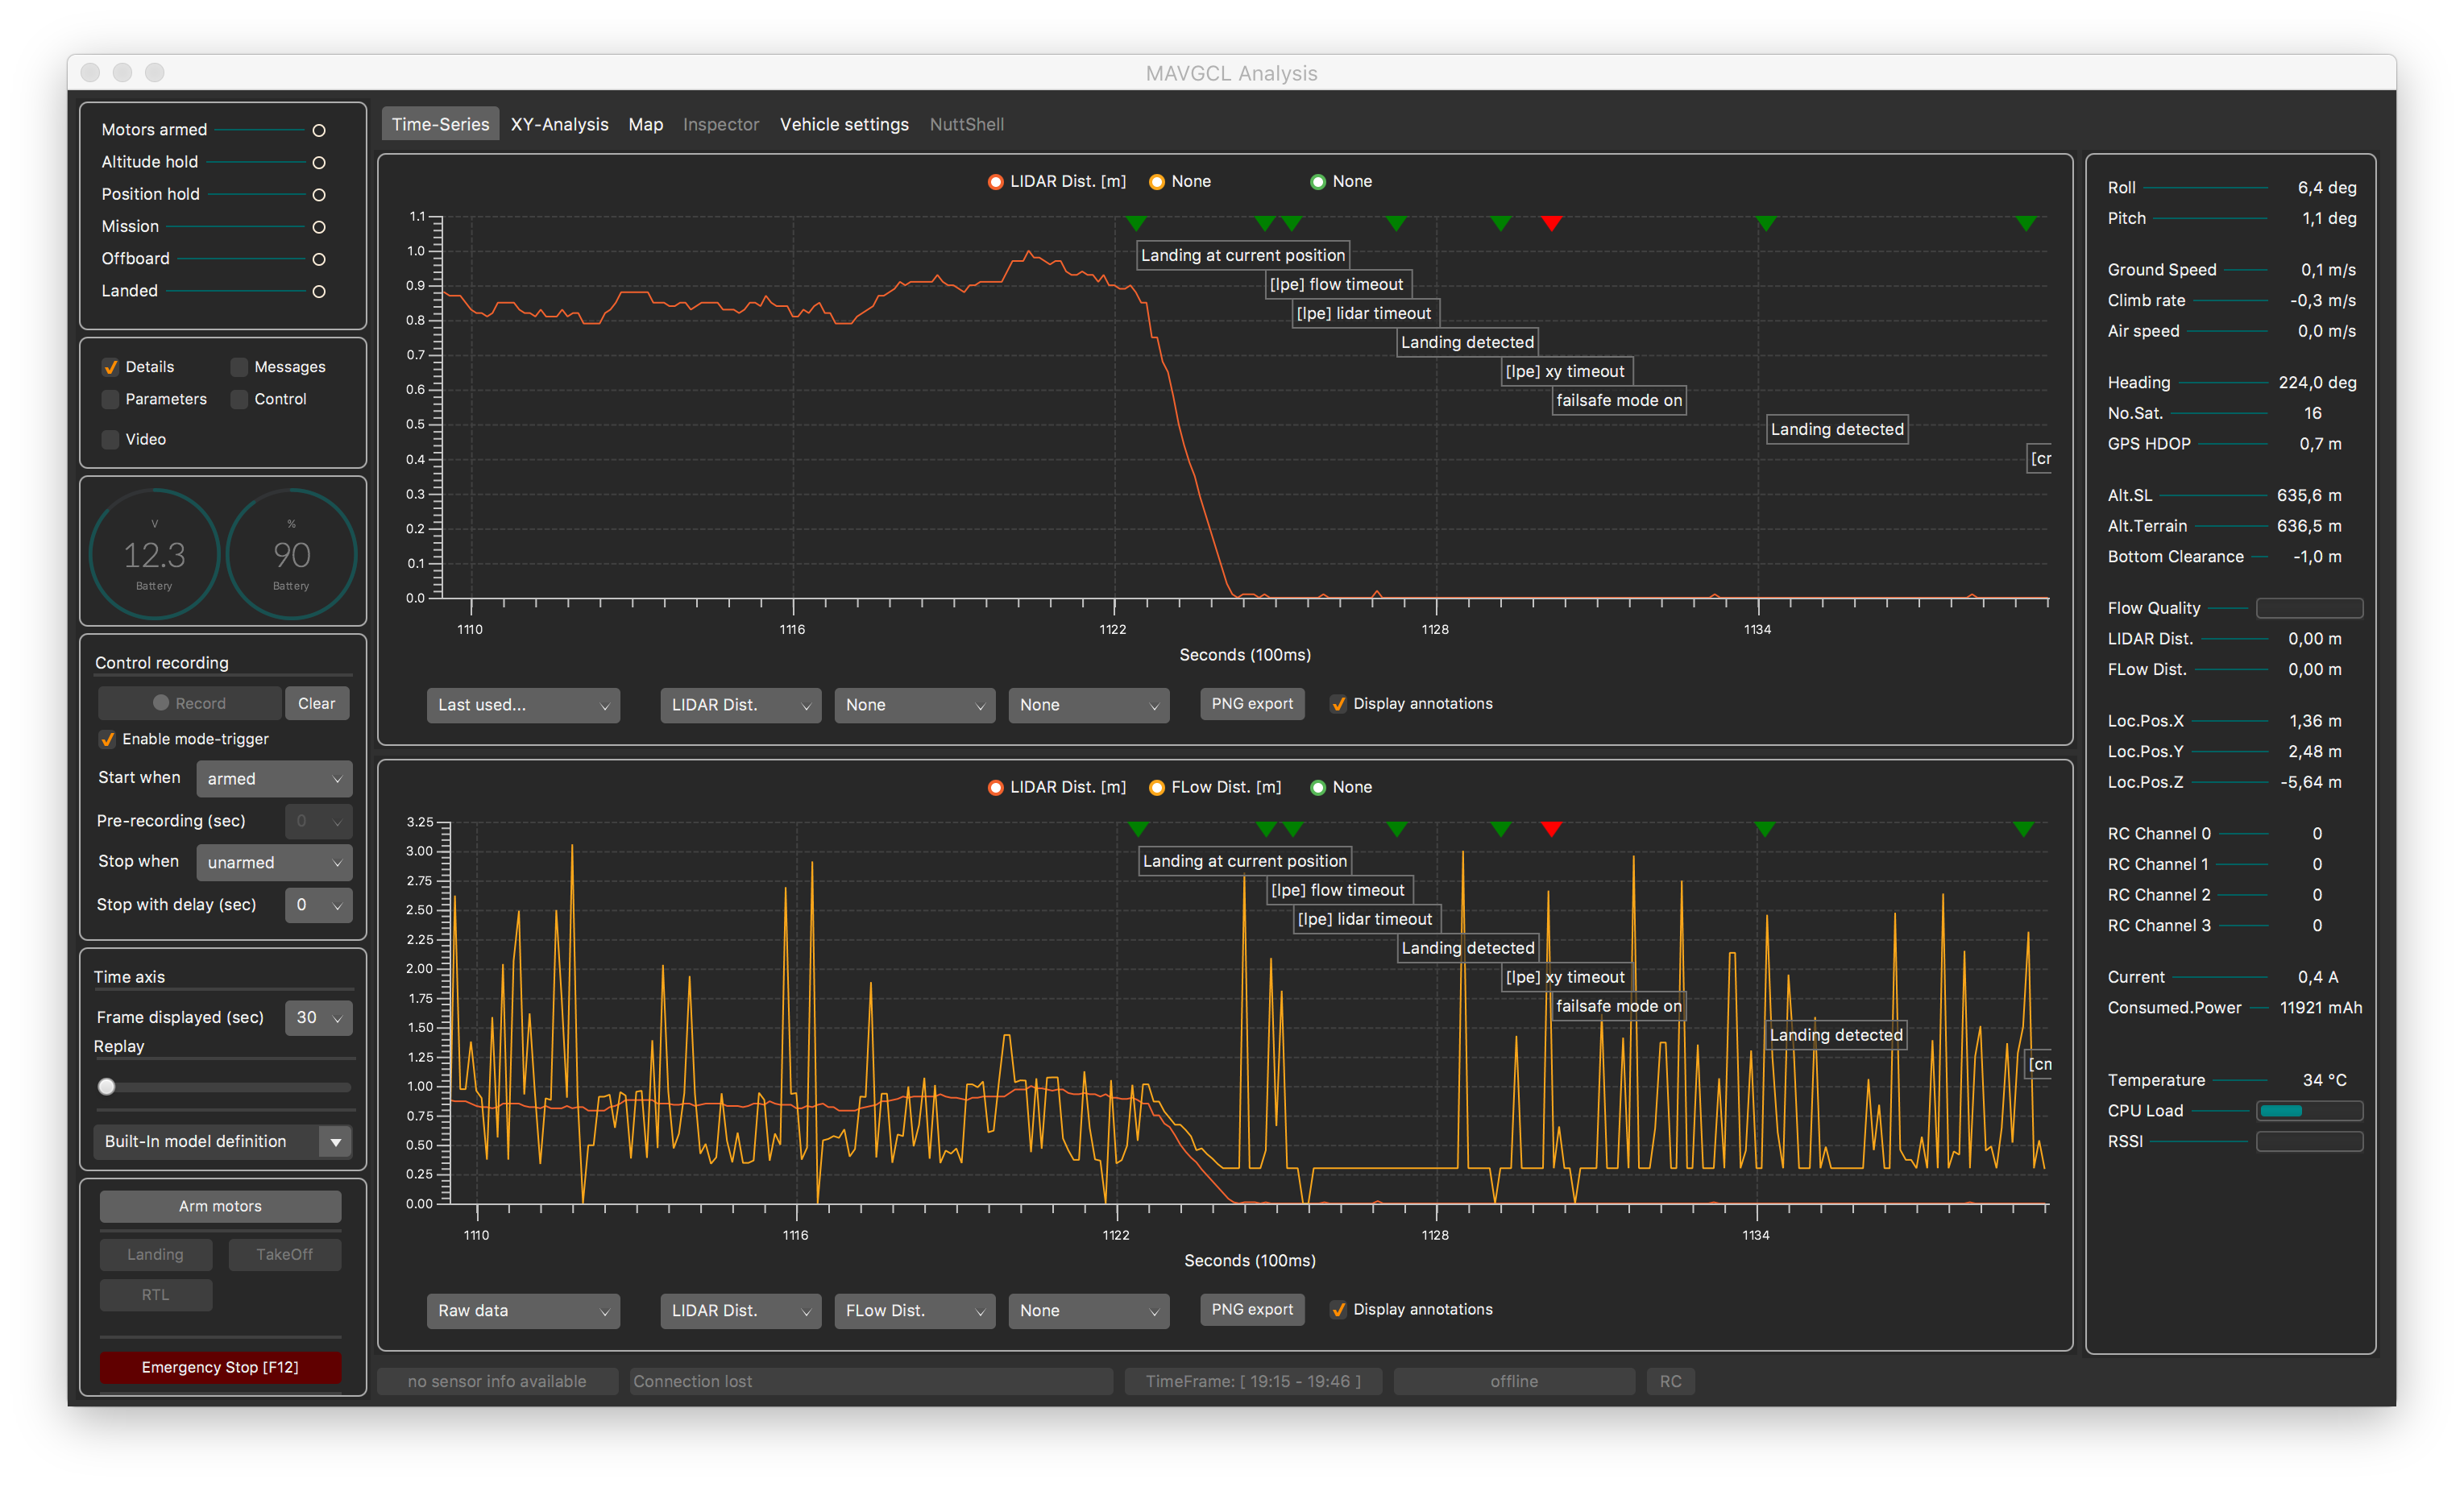 MAVGCL Analysis
Motors armed
Altitude hold
Position hold
Mission
Offboard
Landed
Details Messages
Parameters Control
Video
V
12.3
Battery
%
90
Battery
Control recording
Record Clear
Enable mode-trigger
Start when armed
Pre-recording (sec) 0
Stop when unarmed
Stop with delay (sec) 0
Time axis
Frame displayed (sec) 30
Replay
Built-In model definition
Arm motors
Landing TakeOff
RTL
Emergency Stop [F12]
Time-Series XY-Analysis Map Inspector Vehicle settings NuttShell
LIDAR Dist. [m] None None
1.1
1.0
0.9
0.8
0.7
0.6
0.5
0.4
0.3
0.2
0.1
0.0
Landing at current position
[lpe] flow timeout
[lpe] lidar timeout
Landing detected
[lpe] xy timeout
failsafe mode on
Landing detected
[cr
1110 1116 1122 1128 1134
Seconds (100ms)
Last used... LIDAR Dist. None None PNG export Display annotations
LIDAR Dist. [m] FLow Dist. [m] None
3.25
3.00
2.75
2.50
2.25
2.00
1.75
1.50
1.25
1.00
0.75
0.50
0.25
0.00
Landing at current position
[lpe] flow timeout
[lpe] lidar timeout
Landing detected
[lpe] xy timeout
failsafe mode on
Landing detected
[cn
1110 1116 1122 1128 1134
Seconds (100ms)
Raw data LIDAR Dist. FLow Dist. None PNG export Display annotations
no sensor info available Connection lost TimeFrame: [ 19:15 - 19:46 ] offline RC
Roll 6,4 deg
Pitch 1,1 deg
Ground Speed 0,1 m/s
Climb rate -0,3 m/s
Air speed 0,0 m/s
Heading 224,0 deg
No.Sat. 16
GPS HDOP 0,7 m
Alt.SL 635,6 m
Alt.Terrain 636,5 m
Bottom Clearance -1,0 m
Flow Quality
LIDAR Dist. 0,00 m
FLow Dist. 0,00 m
Loc.Pos.X 1,36 m
Loc.Pos.Y 2,48 m
Loc.Pos.Z -5,64 m
RC Channel 0 0
RC Channel 1 0
RC Channel 2 0
RC Channel 3 0
Current 0,4 A
Consumed.Power 11921 mAh
Temperature 34 °C
CPU Load
RSSI